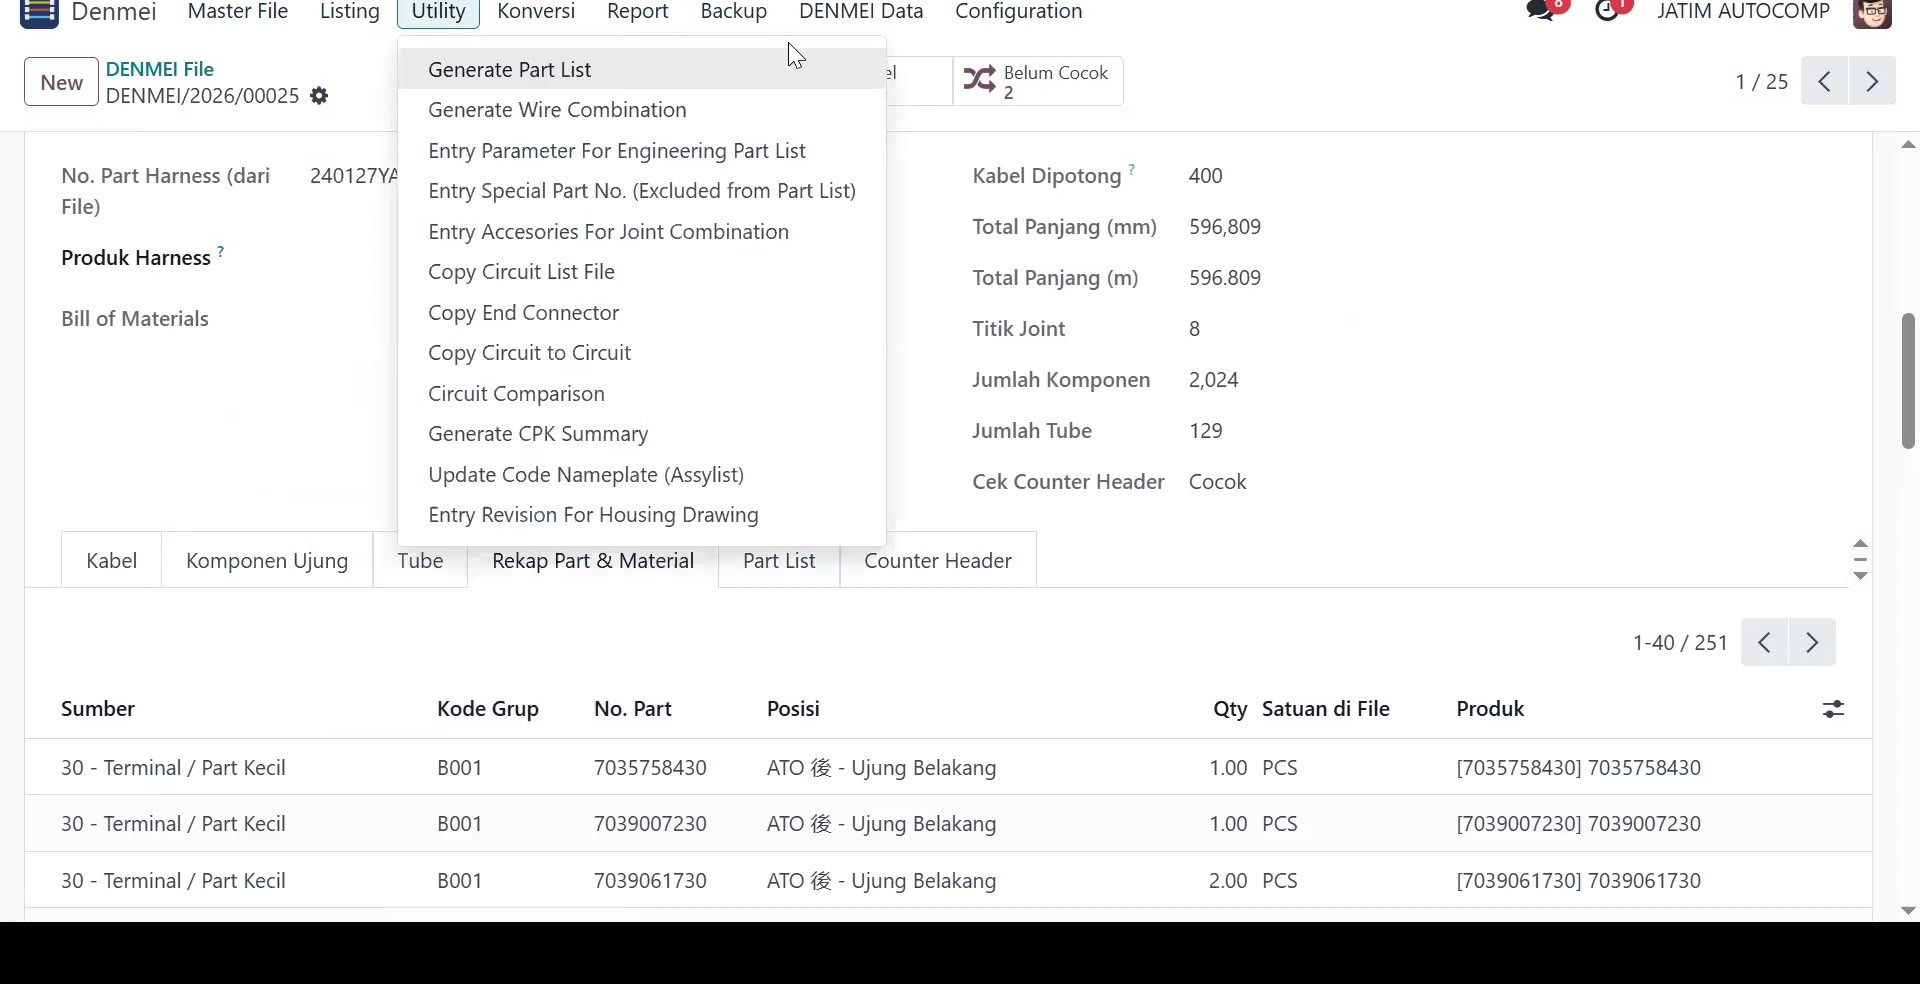 Denmei Master File Listing Utility Konversi Report Backup DENMEI Data Configuration 8 1 JATIM AUTOCOMP
New DENMEI File
DENMEI/2026/00025
el
Belum Cocok
2
1 / 25
Generate Part List
Generate Wire Combination
Entry Parameter For Engineering Part List
Entry Special Part No. (Excluded from Part List)
Entry Accesories For Joint Combination
Copy Circuit List File
Copy End Connector
Copy Circuit to Circuit
Circuit Comparison
Generate CPK Summary
Update Code Nameplate (Assylist)
Entry Revision For Housing Drawing
No. Part Harness (dari File) 240127YA
Produk Harness ?
Bill of Materials
Kabel Dipotong ? 400
Total Panjang (mm) 596,809
Total Panjang (m) 596.809
Titik Joint 8
Jumlah Komponen 2,024
Jumlah Tube 129
Cek Counter Header Cocok
Kabel Komponen Ujung Tube Rekap Part & Material Part List Counter Header
1-40 / 251
Sumber Kode Grup No. Part Posisi Qty Satuan di File Produk
30 - Terminal / Part Kecil B001 7035758430 ATO 後 - Ujung Belakang 1.00 PCS [7035758430] 7035758430
30 - Terminal / Part Kecil B001 7039007230 ATO 後 - Ujung Belakang 1.00 PCS [7039007230] 7039007230
30 - Terminal / Part Kecil B001 7039061730 ATO 後 - Ujung Belakang 2.00 PCS [7039061730] 7039061730